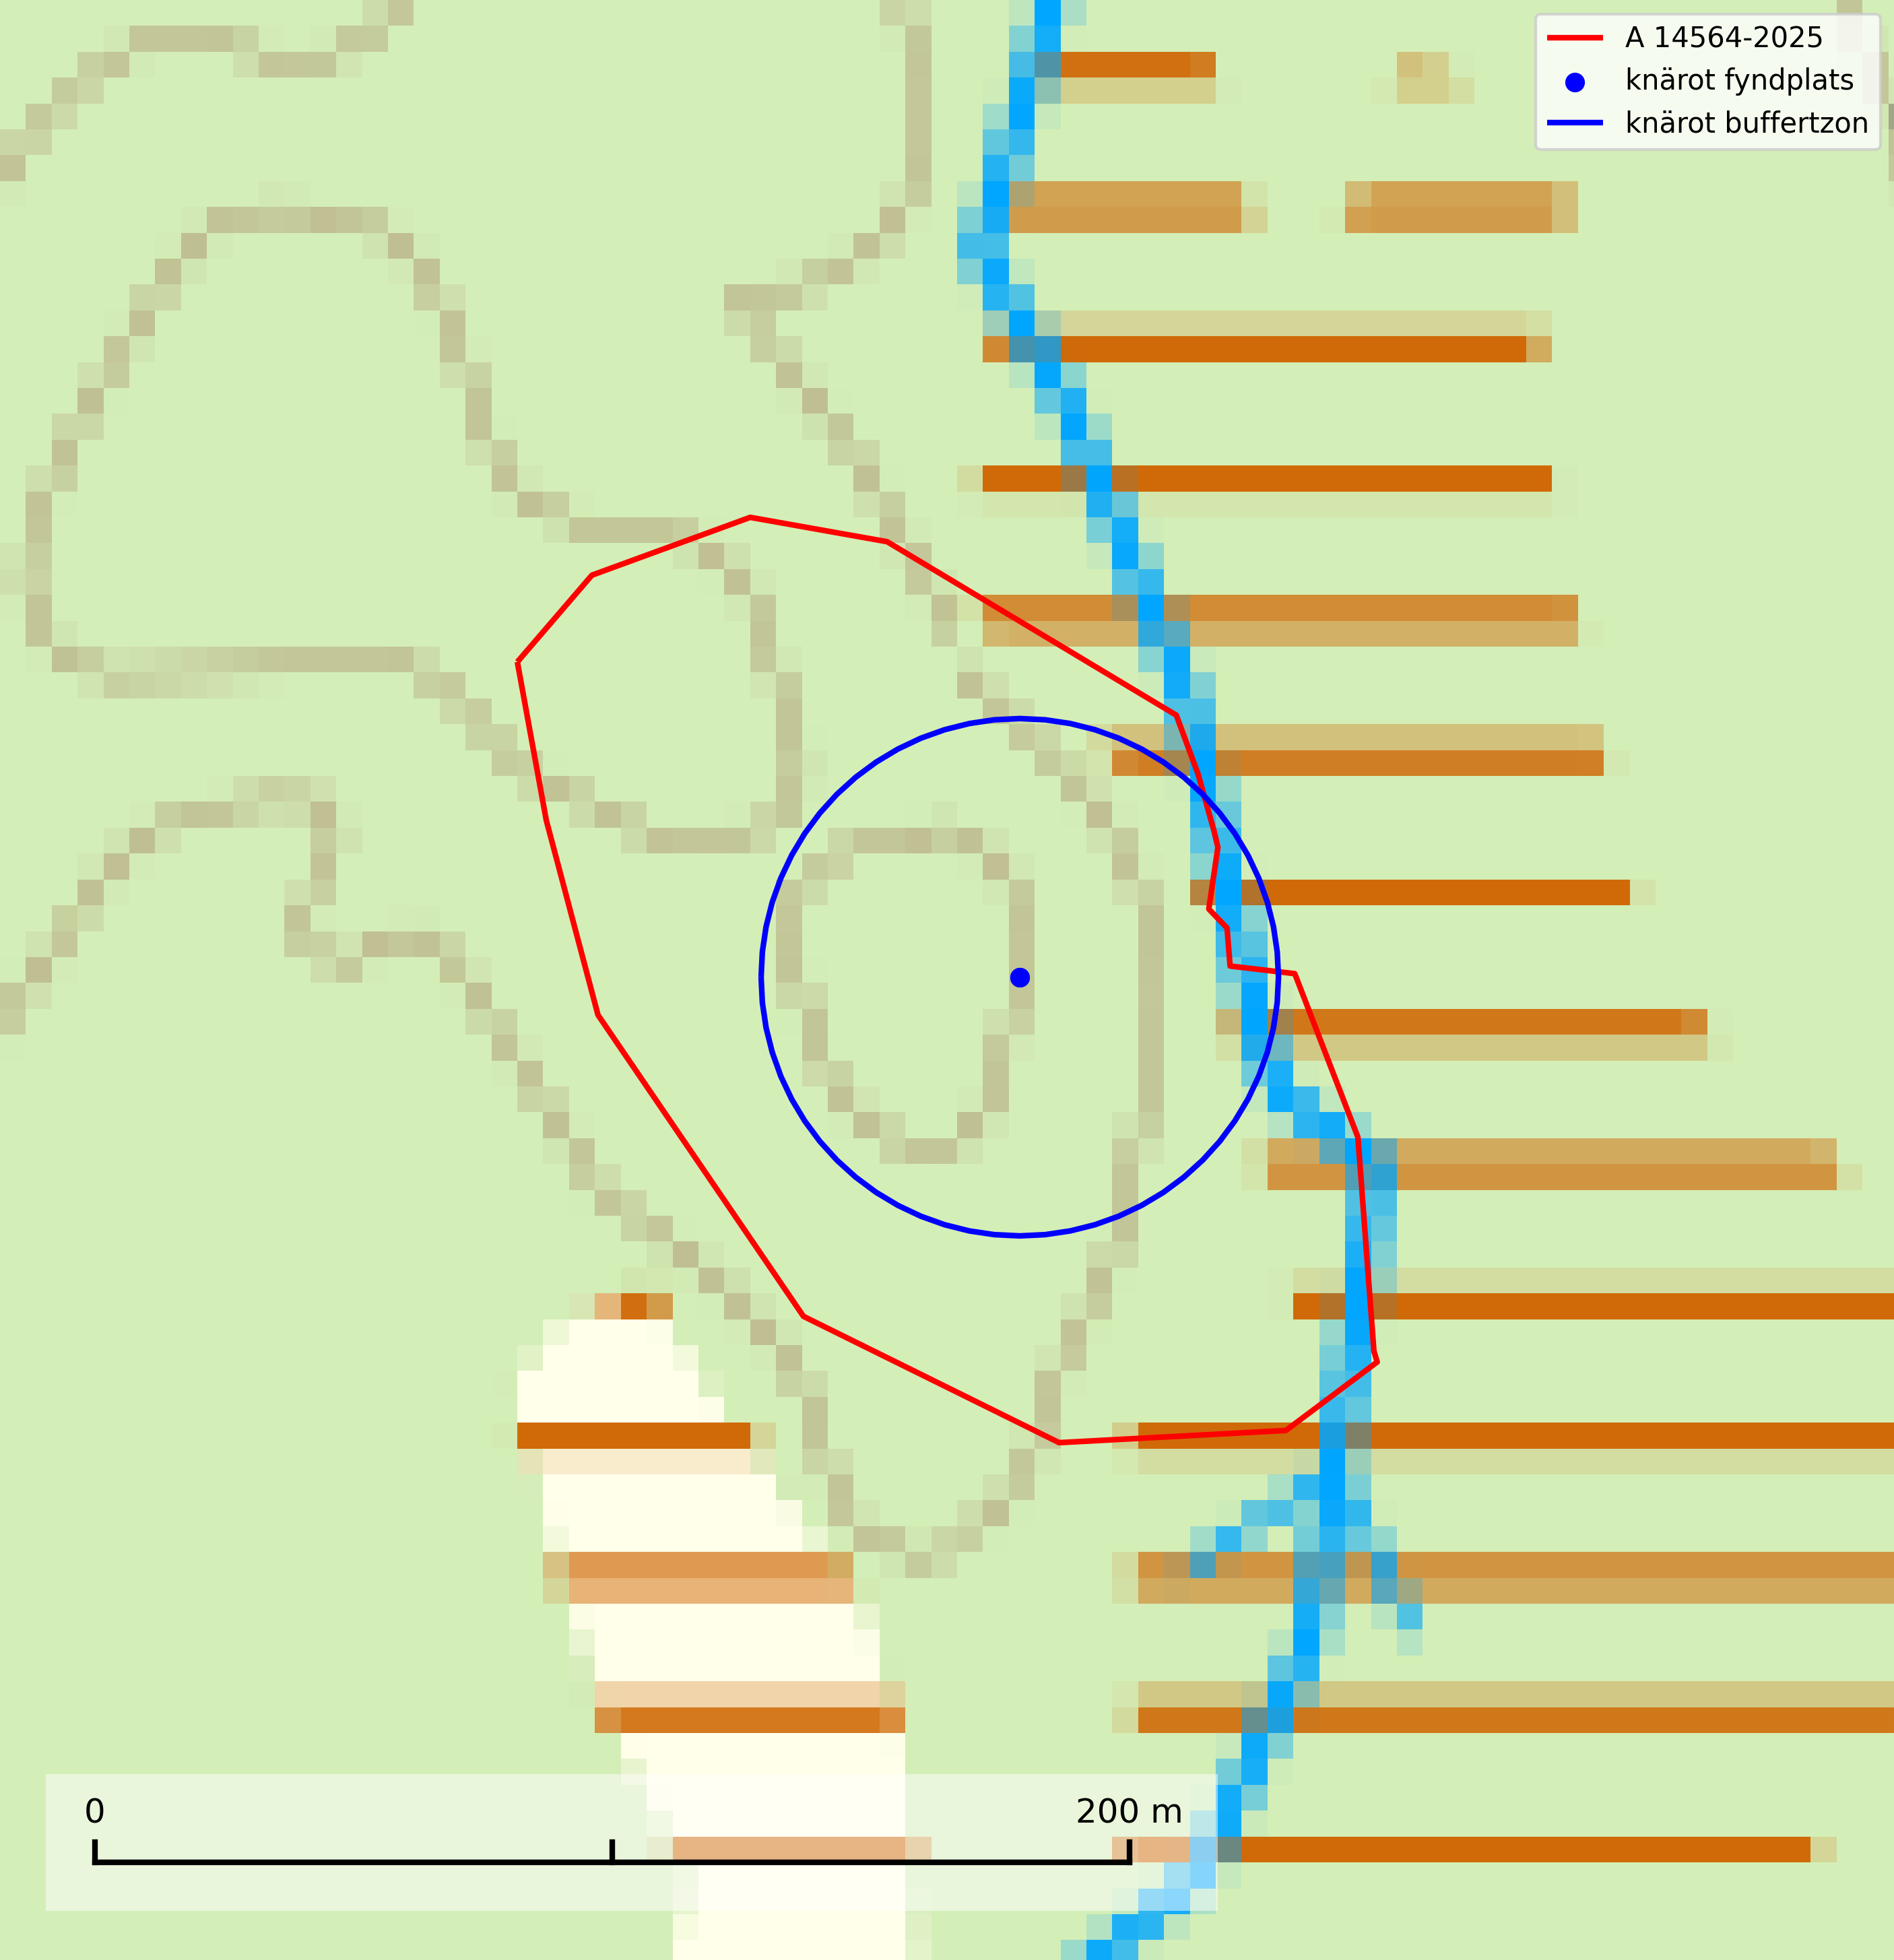 A 14564-2025
knärot fyndplats
knärot buffertzon
0 200 m